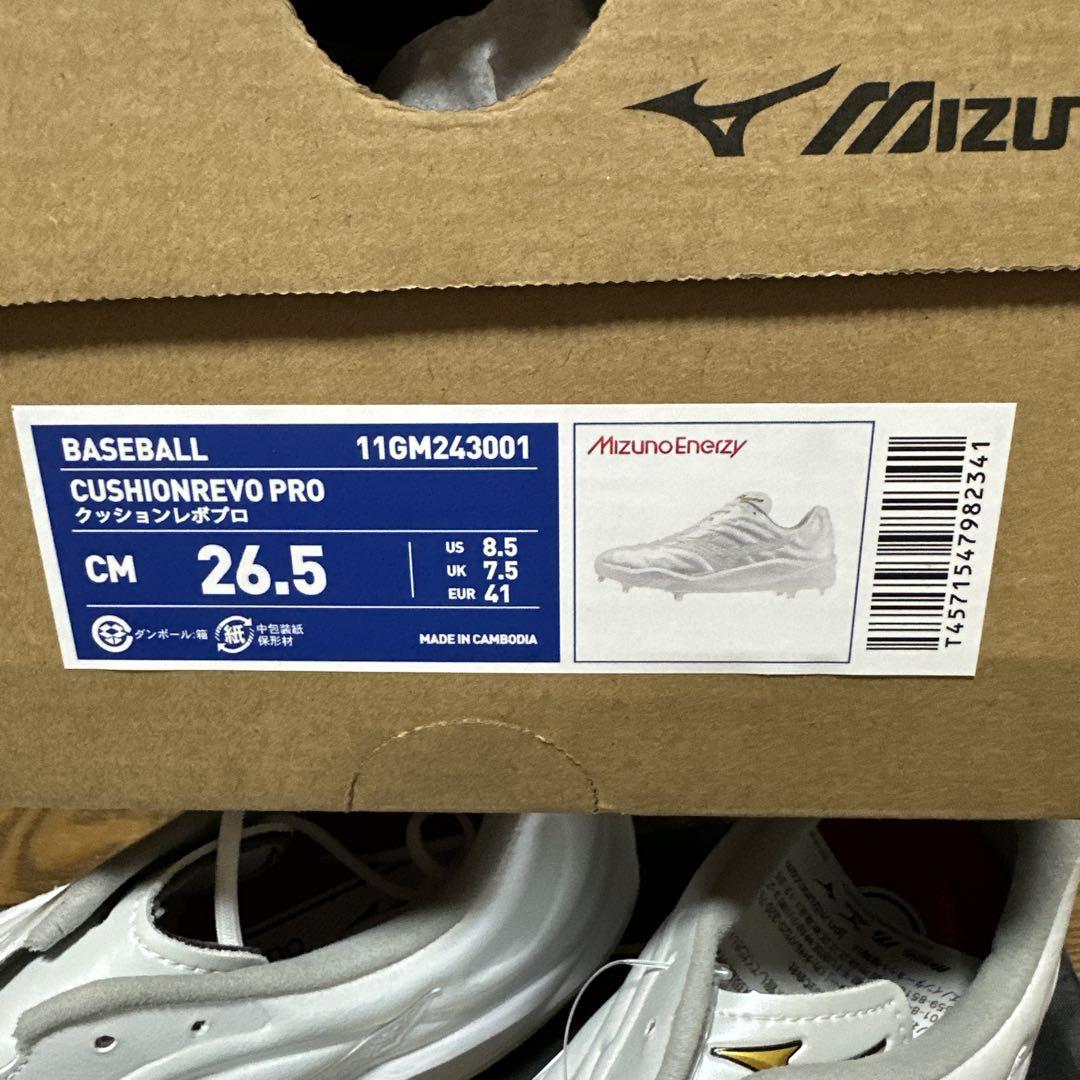 MIZU
BASEBALL 11GM243001
CUSHIONREVO PRO
クッションレボプロ
CM 26.5
US 8.5
UK 7.5
EUR 41
ダンボール:箱
紙 中包装紙
保形材
MADE IN CAMBODIA
Mizuno Enerzy
T4571547982341